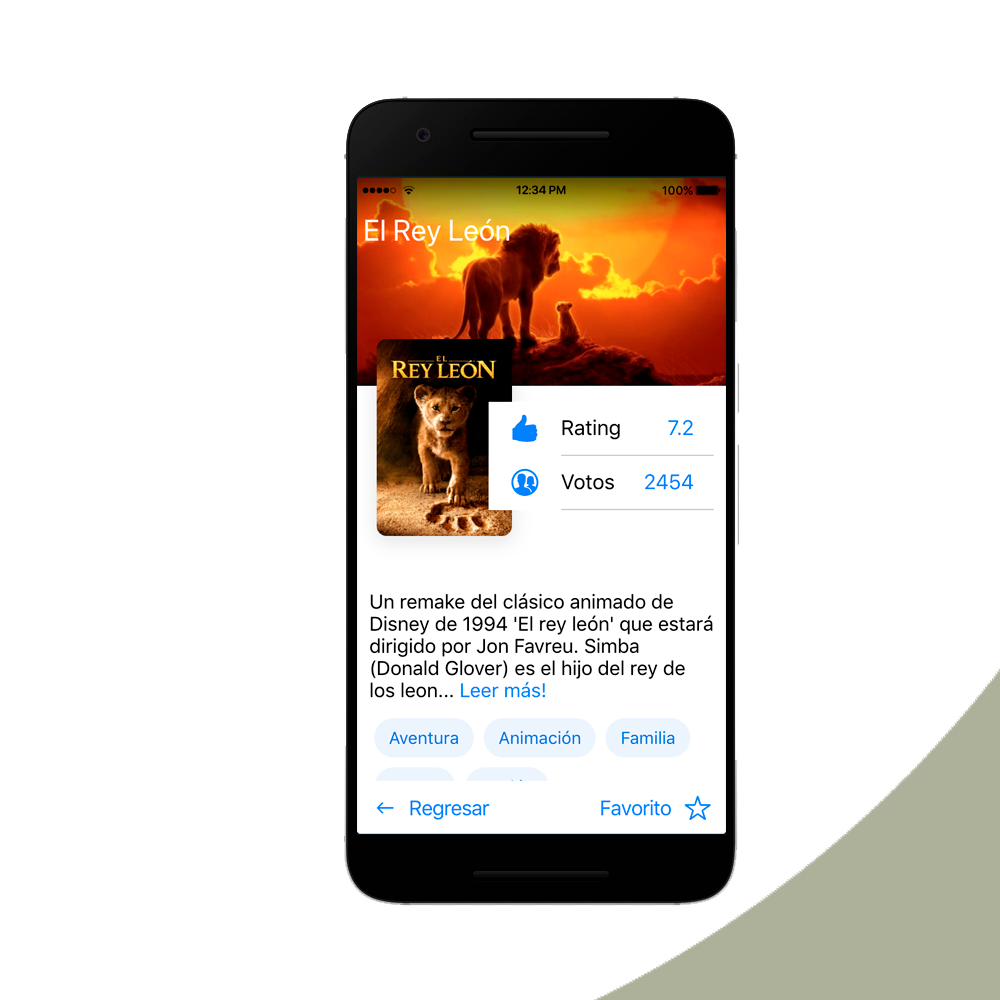 12:34 PM
100%
El Rey León
EL
REY LEÓN
Rating 7.2
Votos 2454
Un remake del clásico animado de
Disney de 1994 'El rey león' que estará
dirigido por Jon Favreu. Simba
(Donald Glover) es el hijo del rey de
los leon... Leer más!
Aventura Animación Familia
← Regresar Favorito